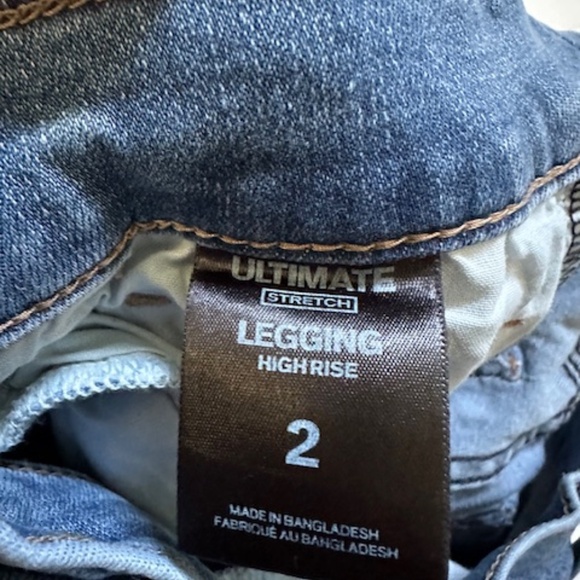 ULTIMATE
STRETCH
LEGGING
HIGH RISE
2
MADE IN BANGLADESH
FABRIQUÉ AU BANGLADESH